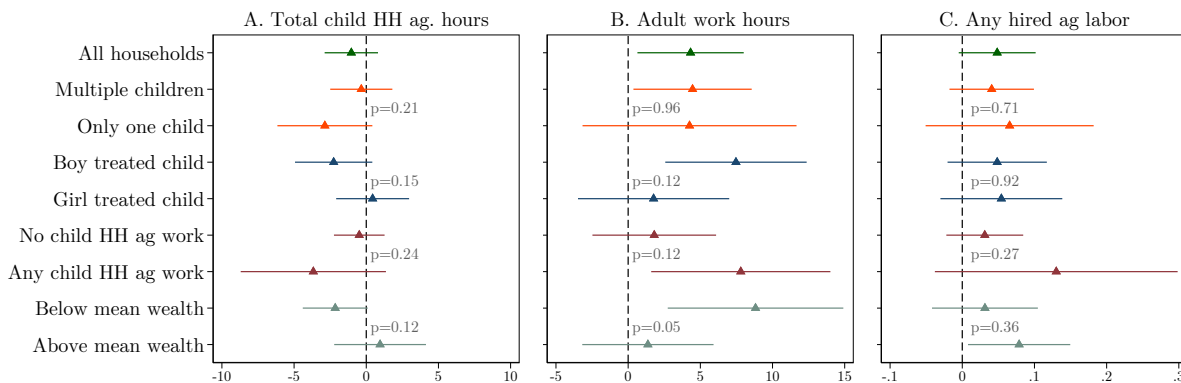 A. Total child HH ag. hours
B. Adult work hours
C. Any hired ag labor
All households
Multiple children
p=0.21
p=0.96
p=0.71
Only one child
Boy treated child
p=0.15
p=0.12
p=0.92
Girl treated child
No child HH ag work
p=0.24
p=0.12
p=0.27
Any child HH ag work
Below mean wealth
p=0.12
p=0.05
p=0.36
Above mean wealth
-10 -5 0 5 10
-5 0 5 10 15
-.1 0 .1 .2 .3